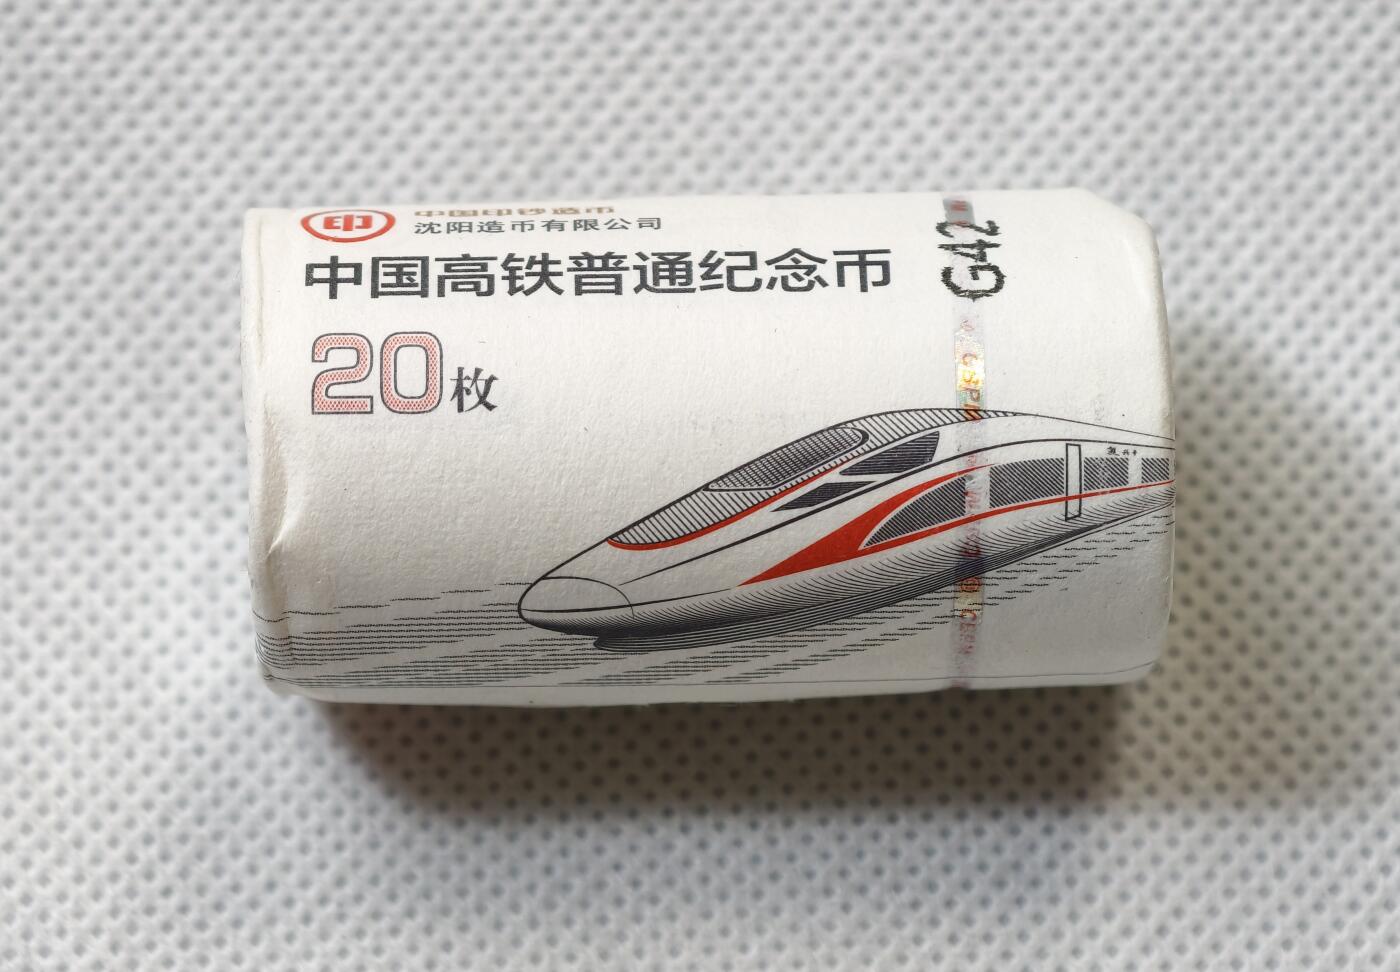 印
中国印钞造币
沈阳造币有限公司
中国高铁普通纪念币
20枚
G42
CBPM
复兴号